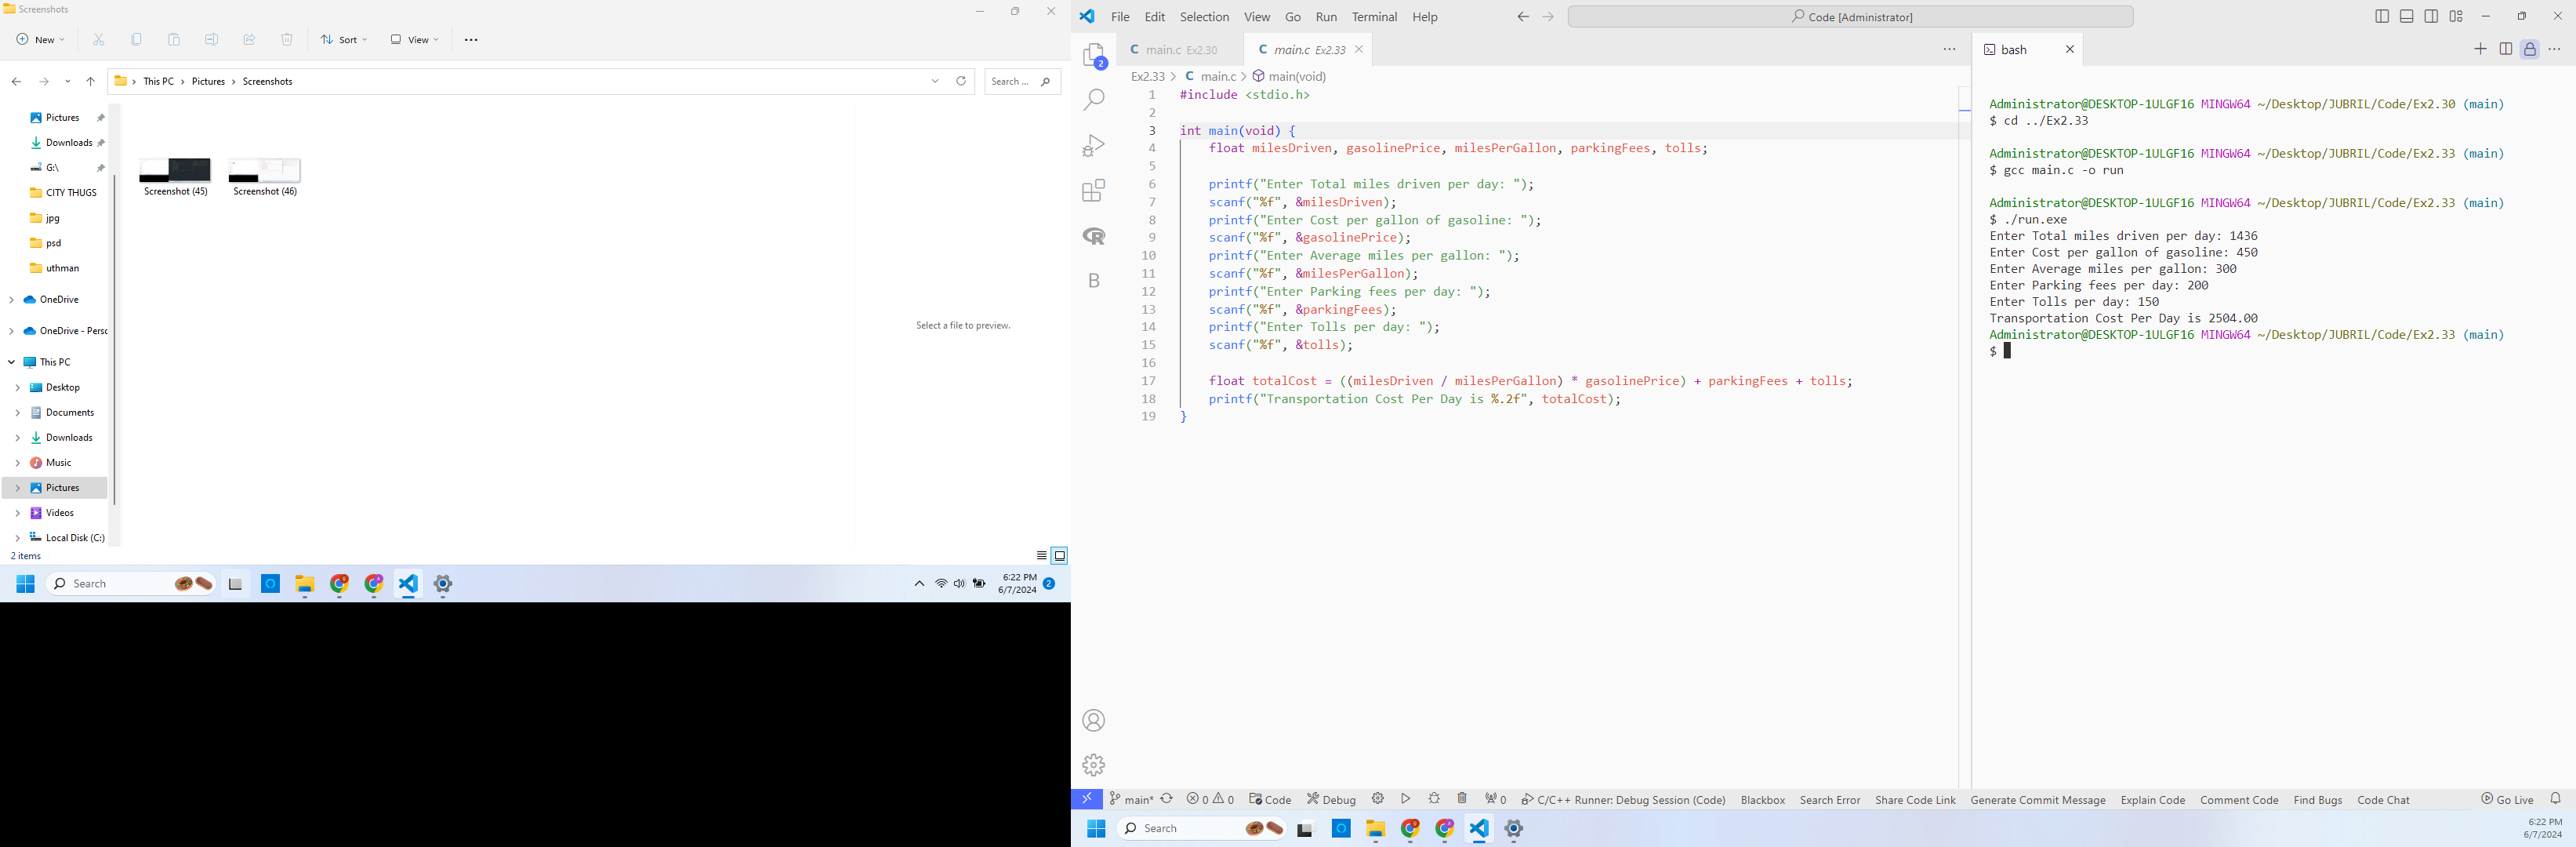 Screenshots
New
Sort
View
This PC
Pictures
Screenshots
Search ...
Pictures
Downloads
G:\
CITY THUGS
jpg
psd
uthman
OneDrive
OneDrive - Persc
This PC
Desktop
Documents
Downloads
Music
Pictures
Videos
Local Disk (C:)
Screenshot (45)
Screenshot (46)
Select a file to preview.
2 items
Search
6:22 PM
6/7/2024
2
File Edit Selection View Go Run Terminal Help
Code [Administrator]
2
B
main.c Ex2.30
main.c Ex2.33
Ex2.33 > C main.c > main(void)
1 #include <stdio.h>
2
3 int main(void) {
4 float milesDriven, gasolinePrice, milesPerGallon, parkingFees, tolls;
5
6 printf("Enter Total miles driven per day: ");
7 scanf("%f", &milesDriven);
8 printf("Enter Cost per gallon of gasoline: ");
9 scanf("%f", &gasolinePrice);
10 printf("Enter Average miles per gallon: ");
11 scanf("%f", &milesPerGallon);
12 printf("Enter Parking fees per day: ");
13 scanf("%f", &parkingFees);
14 printf("Enter Tolls per day: ");
15 scanf("%f", &tolls);
16
17 float totalCost = ((milesDriven / milesPerGallon) * gasolinePrice) + parkingFees + tolls;
18 printf("Transportation Cost Per Day is %.2f", totalCost);
19 }
bash
Administrator@DESKTOP-1ULGF16 MINGW64 ~/Desktop/JUBRIL/Code/Ex2.30 (main)
$ cd ../Ex2.33
Administrator@DESKTOP-1ULGF16 MINGW64 ~/Desktop/JUBRIL/Code/Ex2.33 (main)
$ gcc main.c -o run
Administrator@DESKTOP-1ULGF16 MINGW64 ~/Desktop/JUBRIL/Code/Ex2.33 (main)
$ ./run.exe
Enter Total miles driven per day: 1436
Enter Cost per gallon of gasoline: 450
Enter Average miles per gallon: 300
Enter Parking fees per day: 200
Enter Tolls per day: 150
Transportation Cost Per Day is 2504.00
Administrator@DESKTOP-1ULGF16 MINGW64 ~/Desktop/JUBRIL/Code/Ex2.33 (main)
$
main* 0 0 Code Debug 0 C/C++ Runner: Debug Session (Code) Blackbox Search Error Share Code Link Generate Commit Message Explain Code Comment Code Find Bugs Code Chat Go Live
Search
6:22 PM
6/7/2024